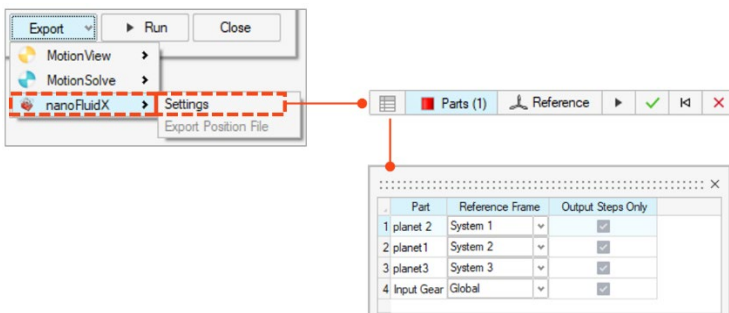 Export Run Close
MotionView
MotionSolve
nanoFluidX Settings
Export Position File
Parts (1) Reference
Part Reference Frame Output Steps Only
1 planet 2 System 1
2 planet1 System 2
3 planet3 System 3
4 Input Gear Global